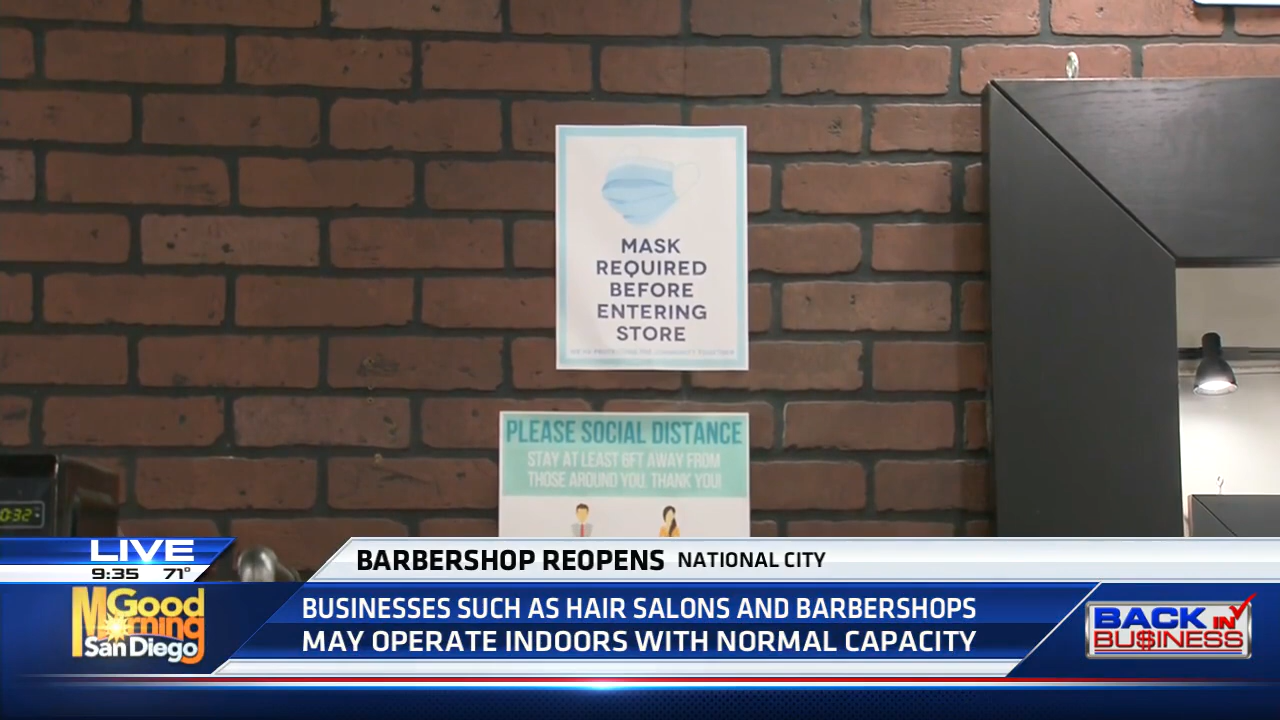 MASK
REQUIRED
BEFORE
ENTERING
STORE
PLEASE SOCIAL DISTANCE
STAY AT LEAST 6FT AWAY FROM
THOSE AROUND YOU. THANK YOU!
0:32
LIVE
9:35 71°
Good
Morning
San Diego
BARBERSHOP REOPENS NATIONAL CITY
BUSINESSES SUCH AS HAIR SALONS AND BARBERSHOPS
MAY OPERATE INDOORS WITH NORMAL CAPACITY
BACK IN
BU$INESS